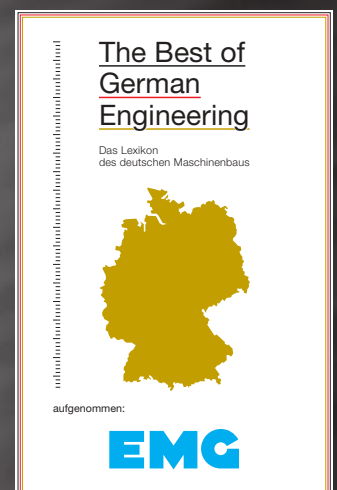 The Best of
German
Engineering
Das Lexikon
des deutschen Maschinenbaus
aufgenommen:
EMG